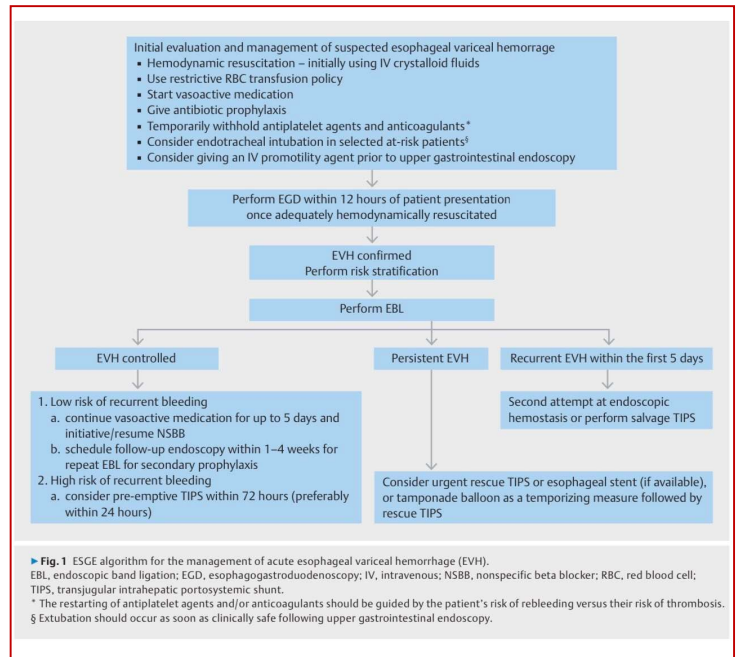 Initial evaluation and management of suspected esophageal variceal hemorrage
▪ Hemodynamic resuscitation – initially using IV crystalloid fluids
▪ Use restrictive RBC transfusion policy
▪ Start vasoactive medication
▪ Give antibiotic prophylaxis
▪ Temporarily withhold antiplatelet agents and anticoagulants*
▪ Consider endotracheal intubation in selected at-risk patients§
▪ Consider giving an IV promotility agent prior to upper gastrointestinal endoscopy
Perform EGD within 12 hours of patient presentation
once adequately hemodynamically resuscitated
EVH confirmed
Perform risk stratification
Perform EBL
EVH controlled
Persistent EVH
Recurrent EVH within the first 5 days
1. Low risk of recurrent bleeding
a. continue vasoactive medication for up to 5 days and
initiative/resume NSBB
b. schedule follow-up endoscopy within 1–4 weeks for
repeat EBL for secondary prophylaxis
2. High risk of recurrent bleeding
a. consider pre-emptive TIPS within 72 hours (preferably
within 24 hours)
Second attempt at endoscopic
hemostasis or perform salvage TIPS
Consider urgent rescue TIPS or esophageal stent (if available),
or tamponade balloon as a temporizing measure followed by
rescue TIPS
▶ Fig. 1 ESGE algorithm for the management of acute esophageal variceal hemorrhage (EVH).
EBL, endoscopic band ligation; EGD, esophagogastroduodenoscopy; IV, intravenous; NSBB, nonspecific beta blocker; RBC, red blood cell;
TIPS, transjugular intrahepatic portosystemic shunt.
* The restarting of antiplatelet agents and/or anticoagulants should be guided by the patient's risk of rebleeding versus their risk of thrombosis.
§ Extubation should occur as soon as clinically safe following upper gastrointestinal endoscopy.